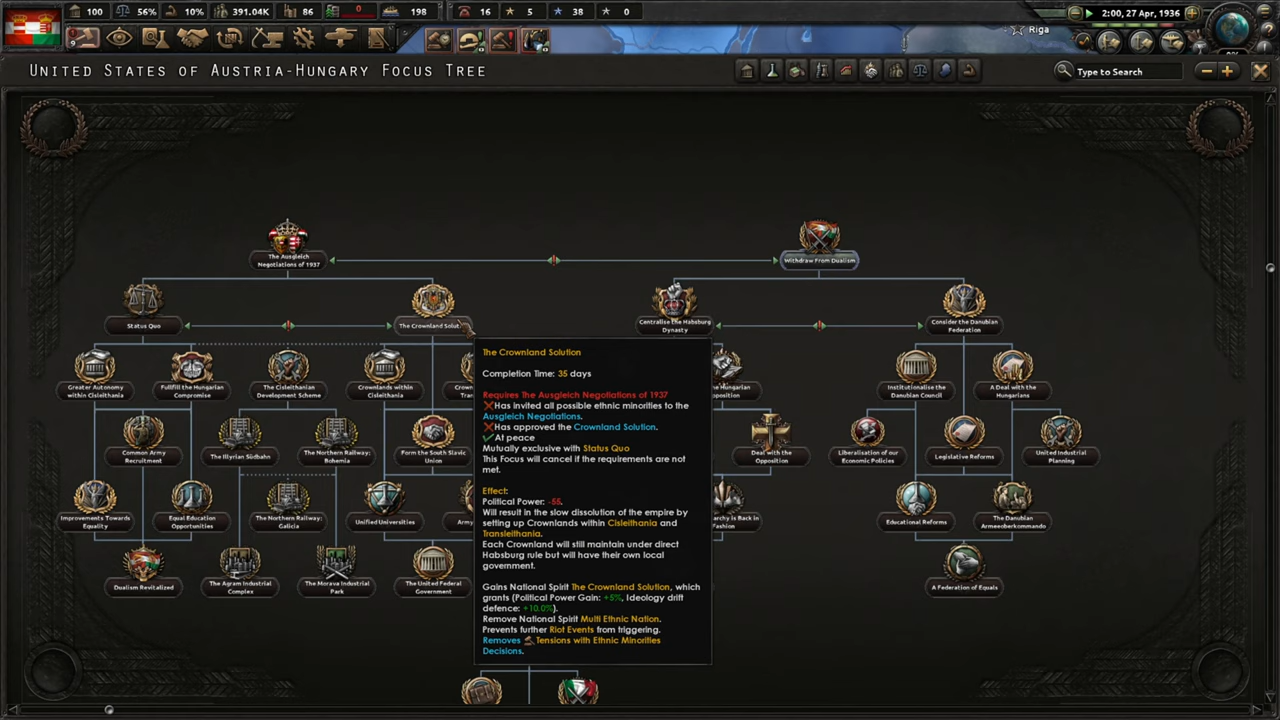 100
56%
10%
391.04K
86
0
198
16
5
38
0
2:00, 27 Apr, 1936
Riga
9
0%
United States of Austria-Hungary Focus Tree
Type to Search
The Ausgleich
Negotiations of 1937
Withdraw From Dualism
Status Quo
The Crownland Solut
Centralise the Habsburg
Dynasty
Consider the Danubian
Federation
Greater Autonomy
within Cisleithania
Fullfill the Hungarian
Compromise
The Cisleithanian
Development Scheme
Crownlands within
Cisleithania
Crown
Tran
Hungarian
position
Institutionalise the
Danubian Council
A Deal with the
Hungarians
Common Army
Recruitment
The Illyrian Südbahn
The Northern Railway:
Bohemia
Form the South Slavic
Union
Deal with the
Opposition
Liberalisation of our
Economic Policies
Legislative Reforms
United Industrial
Planning
Improvements Towards
Equality
Equal Education
Opportunities
The Northern Railway:
Galicia
Unified Universities
Army
archy is Back in
Fashion
Educational Reforms
The Danubian
Armeeoberkommando
Dualism Revitalized
The Agram Industrial
Complex
The Morava Industrial
Park
The United Federal
Government
A Federation of Equals
The Crownland Solution
Completion Time: 35 days
Requires The Ausgleich Negotiations of 1937
Has invited all possible ethnic minorities to the
Ausgleich Negotiations.
Has approved the Crownland Solution.
At peace
Mutually exclusive with Status Quo
This Focus will cancel if the requirements are not
met.
Effect:
Political Power: -55.
Will result in the slow dissolution of the empire by
setting up Crownlands within Cisleithania and
Transleithania.
Each Crownland will still maintain under direct
Habsburg rule but will have their own local
government.
Gains National Spirit The Crownland Solution, which
grants (Political Power Gain: +5%, Ideology drift
defence: +10.0%).
Remove National Spirit Multi Ethnic Nation.
Prevents further Riot Events from triggering.
Removes Tensions with Ethnic Minorities
Decisions.